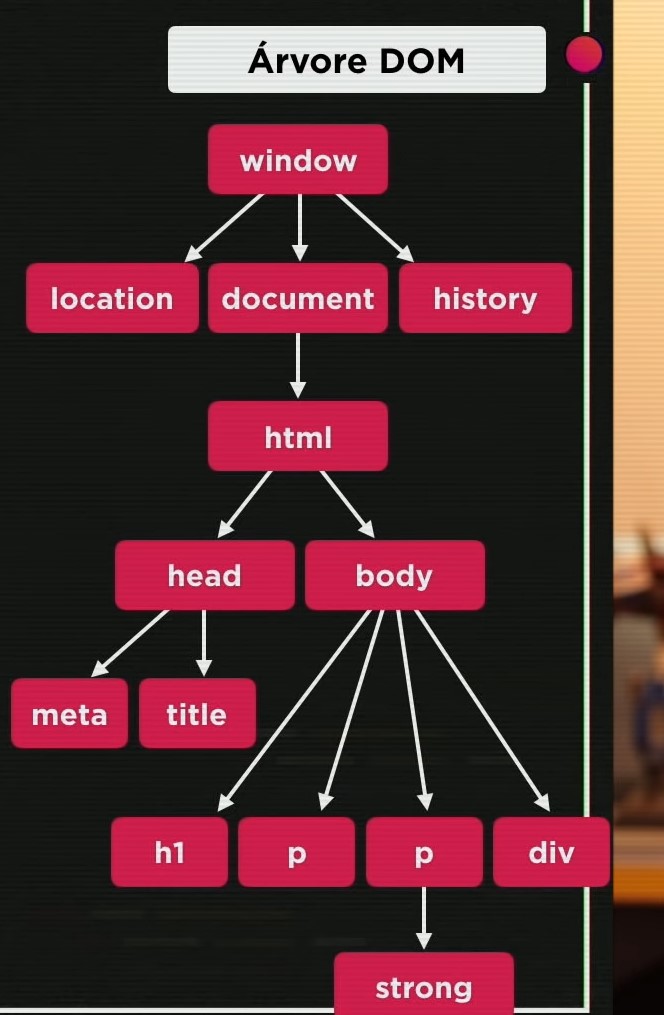 Árvore DOM
window
location document history
html
head body
meta title
h1 p p div
strong